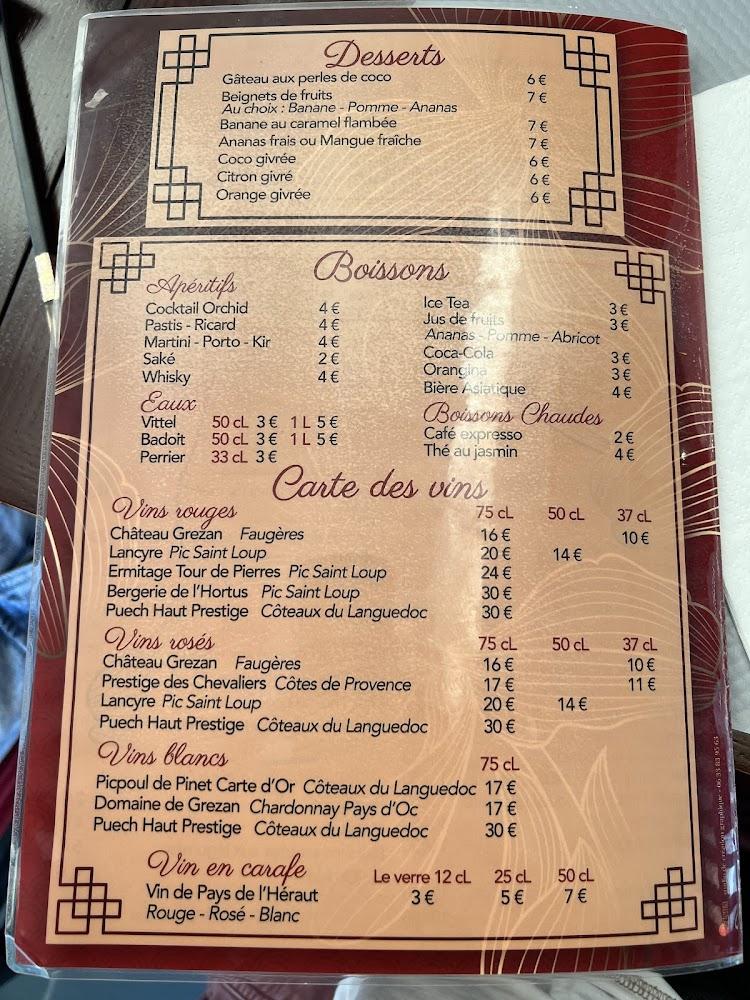 Desserts
Gâteau aux perles de coco 6 €
Beignets de fruits 7 €
Au choix : Banane - Pomme - Ananas
Banane au caramel flambée 7 €
Ananas frais ou Mangue fraîche 7 €
Coco givrée 6 €
Citron givré 6 €
Orange givrée 6 €
Boissons
Apéritifs
Cocktail Orchid 4 €
Pastis - Ricard 4 €
Martini - Porto - Kir 4 €
Saké 2 €
Whisky 4 €
Eaux
Vittel 50 cL 3 € 1 L 5 €
Badoit 50 cL 3 € 1 L 5 €
Perrier 33 cL 3 €
Ice Tea 3 €
Jus de fruits 3 €
Ananas - Pomme - Abricot
Coca-Cola 3 €
Orangina 3 €
Bière Asiatique 4 €
Boissons Chaudes
Café expresso 2 €
Thé au jasmin 4 €
Carte des vins
Vins rouges 75 cL 50 cL 37 cL
Château Grezan Faugères 16 € 10 €
Lancyre Pic Saint Loup 20 € 14 €
Ermitage Tour de Pierres Pic Saint Loup 24 €
Bergerie de l'Hortus Pic Saint Loup 30 €
Puech Haut Prestige Côteaux du Languedoc 30 €
Vins rosés 75 cL 50 cL 37 cL
Château Grezan Faugères 16 € 10 €
Prestige des Chevaliers Côtes de Provence 17 € 11 €
Lancyre Pic Saint Loup 20 € 14 €
Puech Haut Prestige Côteaux du Languedoc 30 €
Vins blancs 75 cL
Picpoul de Pinet Carte d'Or Côteaux du Languedoc 17 €
Domaine de Grezan Chardonnay Pays d'Oc 17 €
Puech Haut Prestige Côteaux du Languedoc 30 €
Vin en carafe Le verre 12 cL 25 cL 50 cL
Vin de Pays de l'Héraut 3 € 5 € 7 €
Rouge - Rosé - Blanc
studio de création graphique - 06 33 83 95 63